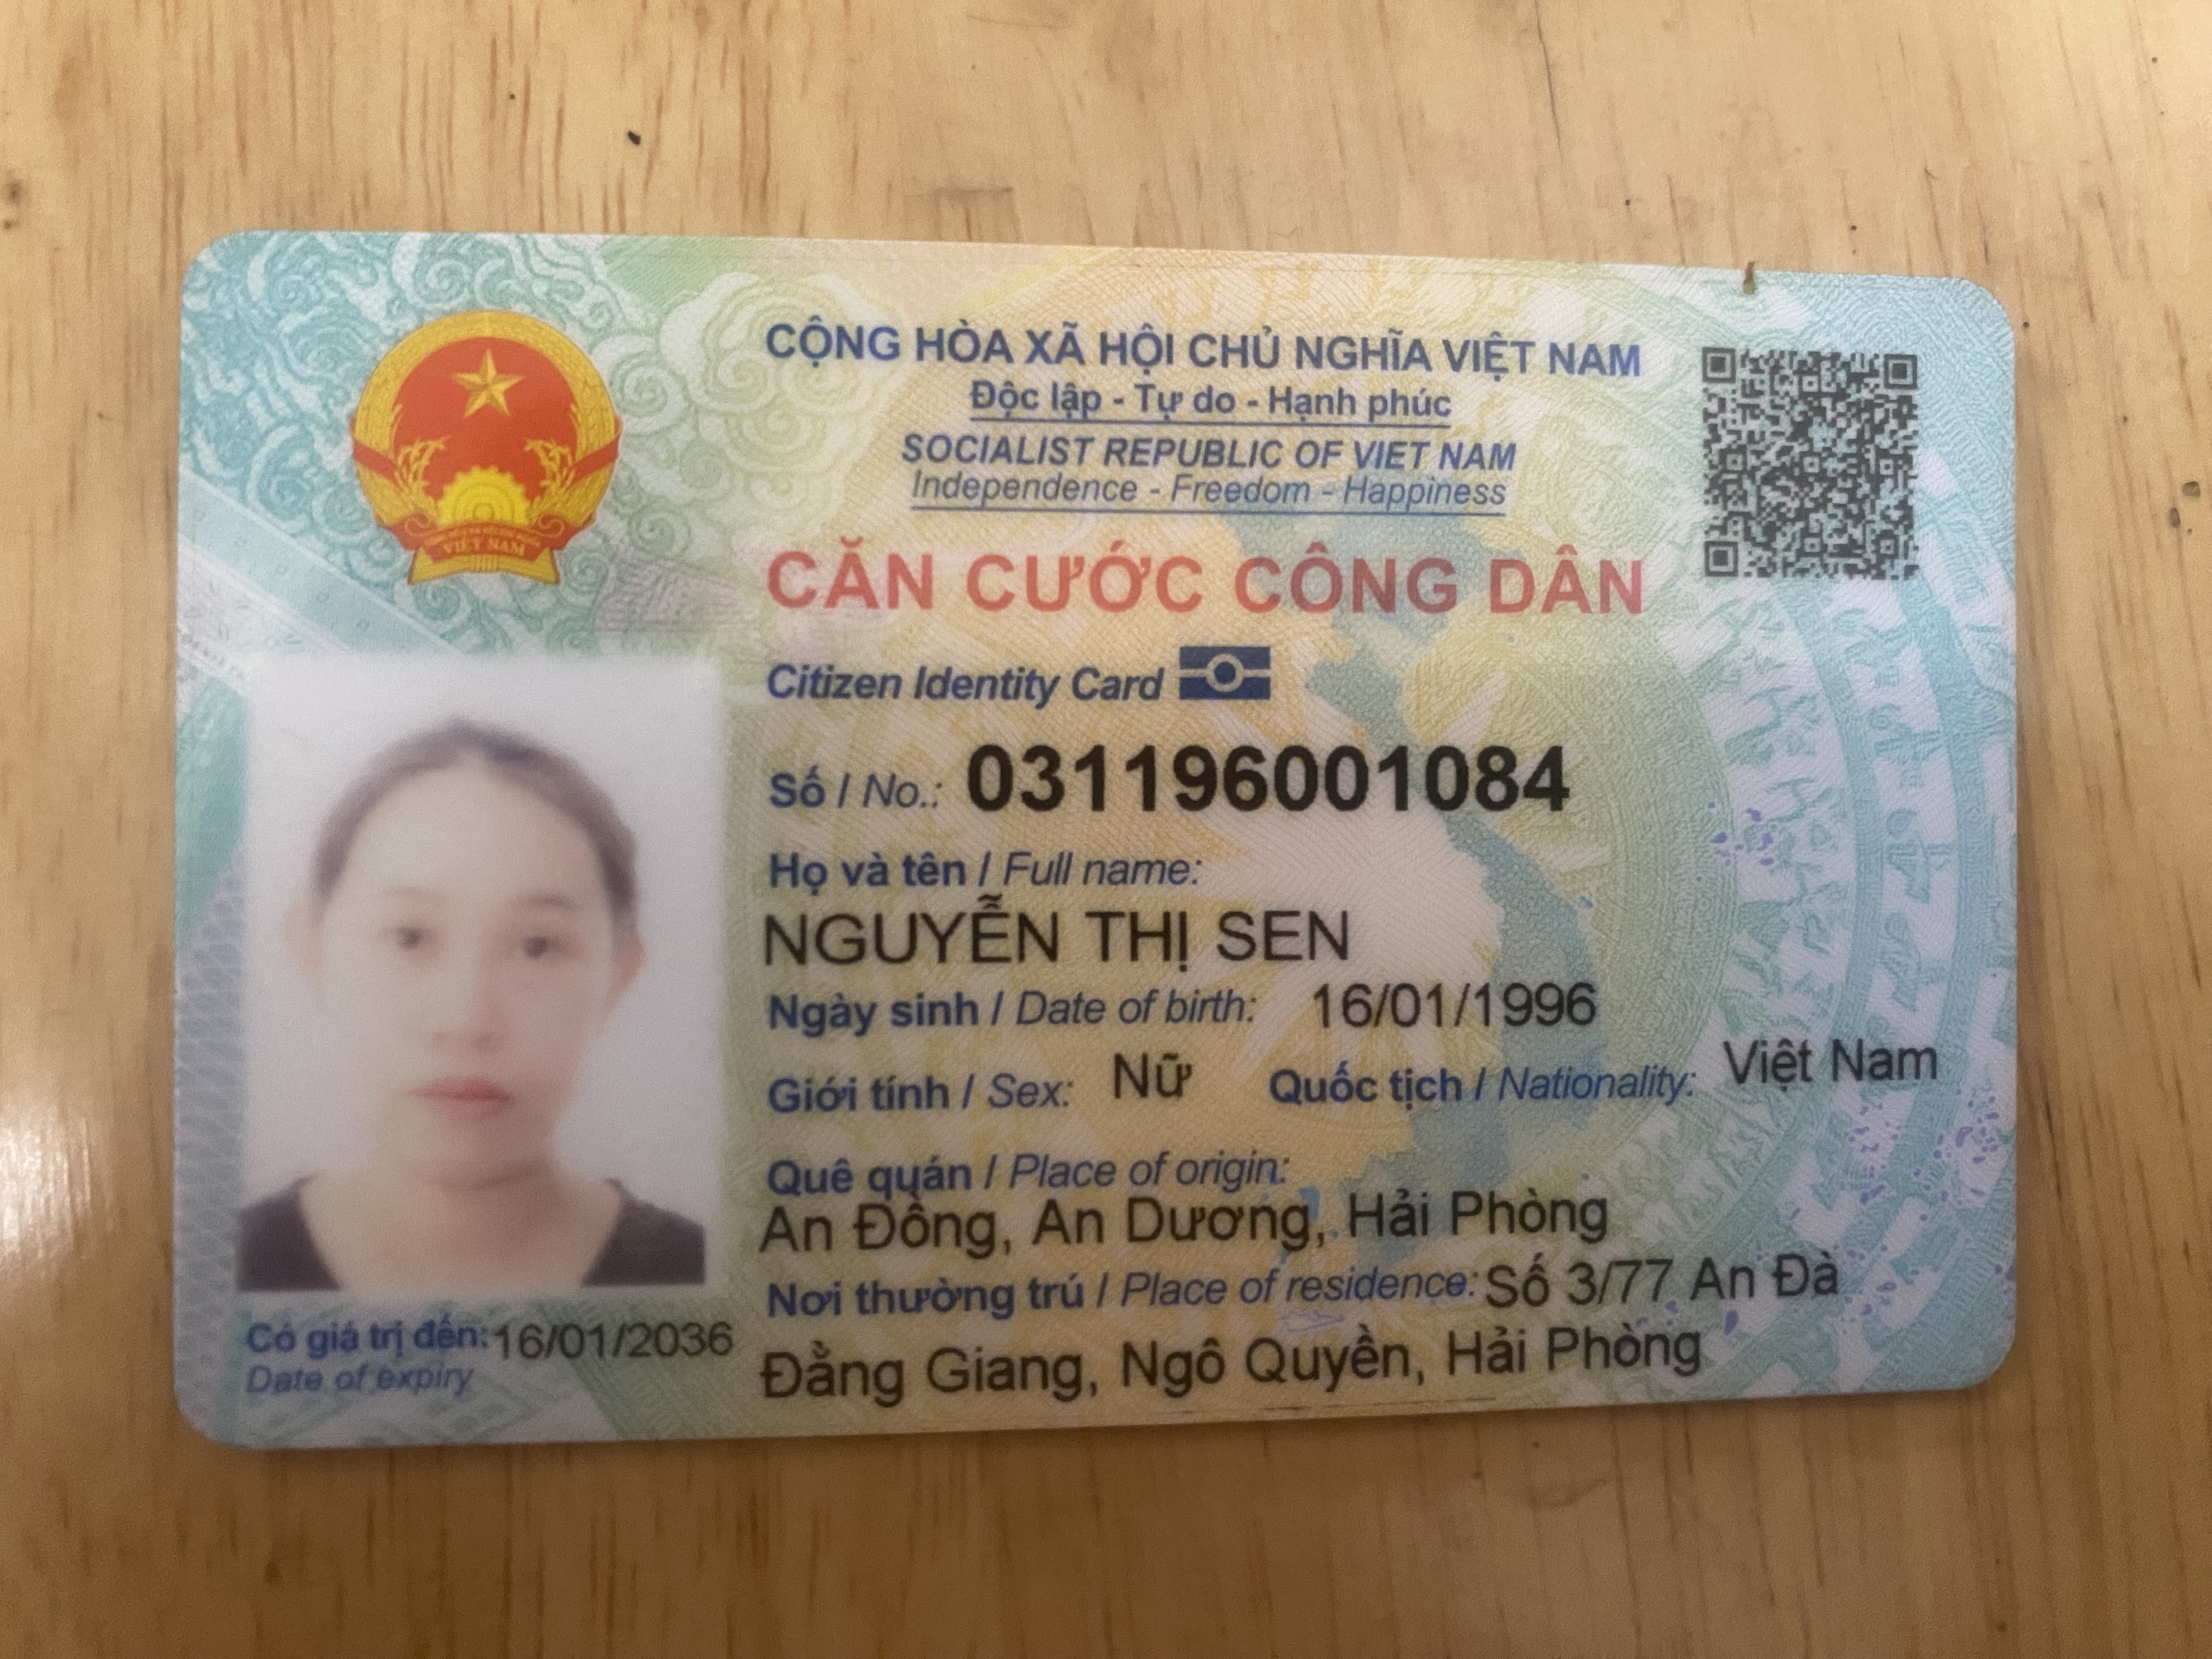 CỘNG HÒA XÃ HỘI CHỦ NGHĨA VIỆT NAM
Độc lập - Tự do - Hạnh phúc
SOCIALIST REPUBLIC OF VIET NAM
Independence - Freedom - Happiness
CĂN CƯỚC CÔNG DÂN
Citizen Identity Card
Số / No.: 031196001084
Họ và tên / Full name:
NGUYỄN THỊ SEN
Ngày sinh / Date of birth: 16/01/1996
Giới tính / Sex: Nữ Quốc tịch / Nationality: Việt Nam
Quê quán / Place of origin:
An Đồng, An Dương, Hải Phòng
Nơi thường trú / Place of residence: Số 3/77 An Đà
Đằng Giang, Ngô Quyền, Hải Phòng
Có giá trị đến: 16/01/2036
Date of expiry
VIỆT NAM